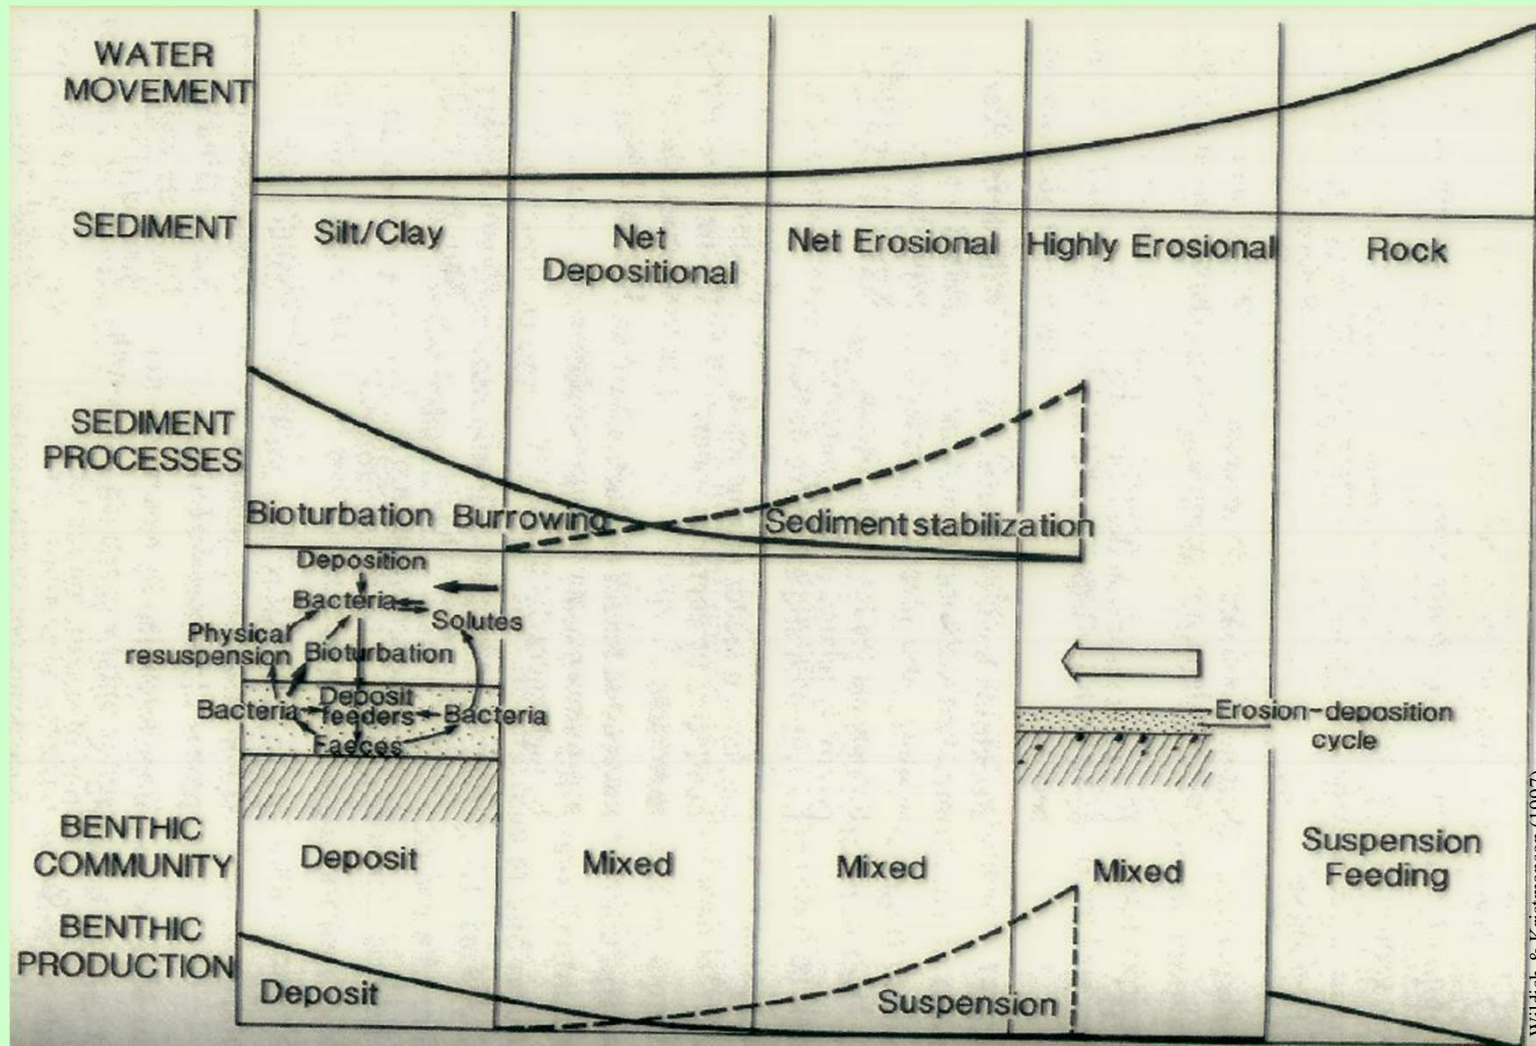 WATER
MOVEMENT
SEDIMENT
Silt/Clay
Net
Depositional
Net Erosional
Highly Erosional
Rock
SEDIMENT
PROCESSES
Bioturbation Burrowing
Sediment stabilization
Deposition
Bacteria
Solutes
Physical
resuspension
Bioturbation
Deposit
feeders
Bacteria
Bacteria
Faeces
Erosion-deposition
cycle
BENTHIC
COMMUNITY
Deposit
Mixed
Mixed
Mixed
Suspension
Feeding
BENTHIC
PRODUCTION
Deposit
Suspension
(1997)